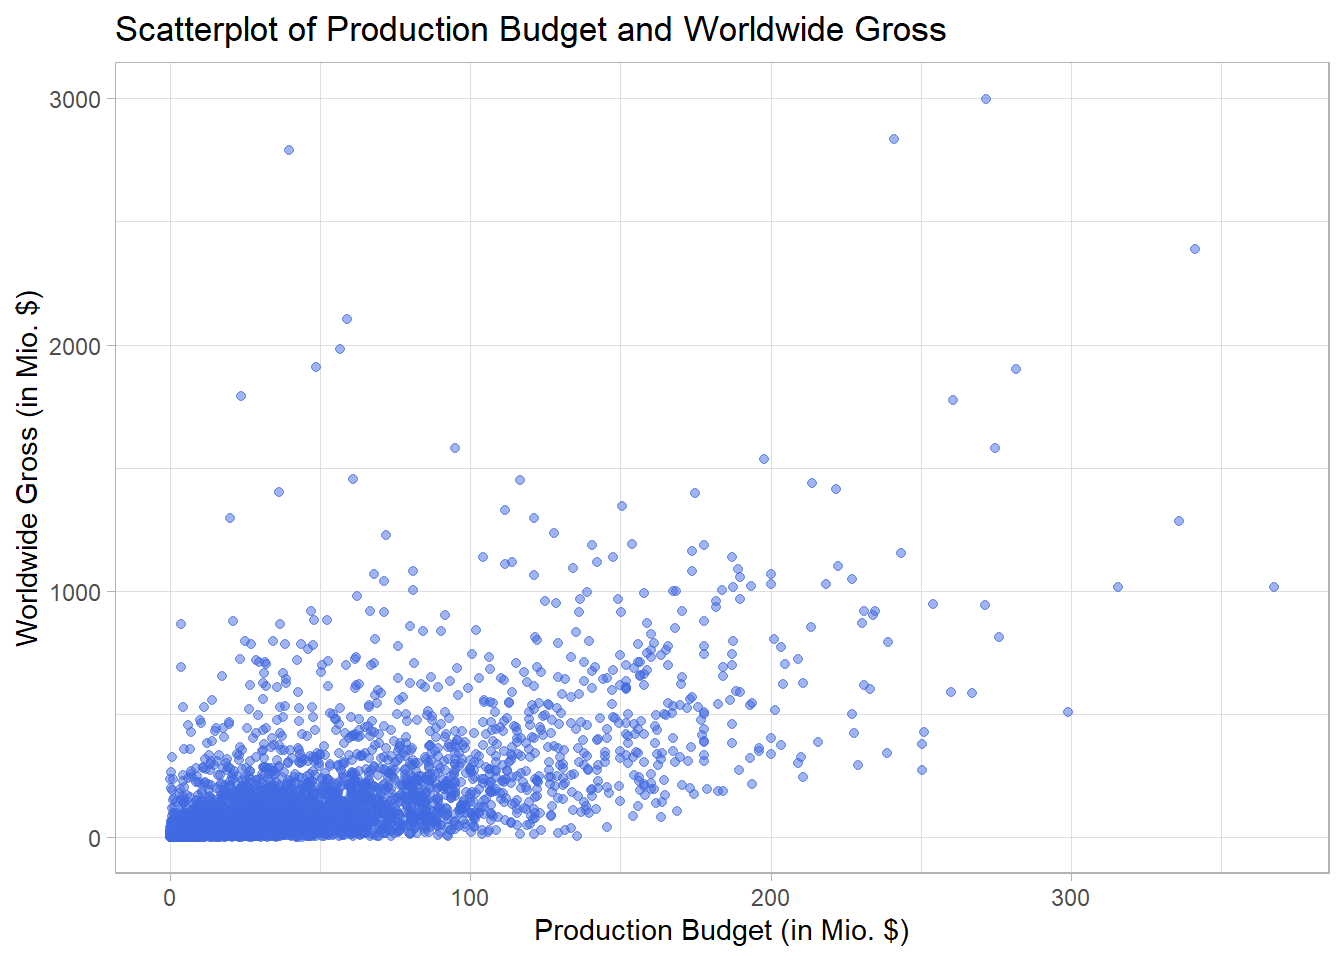 Scatterplot of Production Budget and Worldwide Gross
3000
2000
1000
0
Worldwide Gross (in Mio. $)
0 100 200 300
Production Budget (in Mio. $)